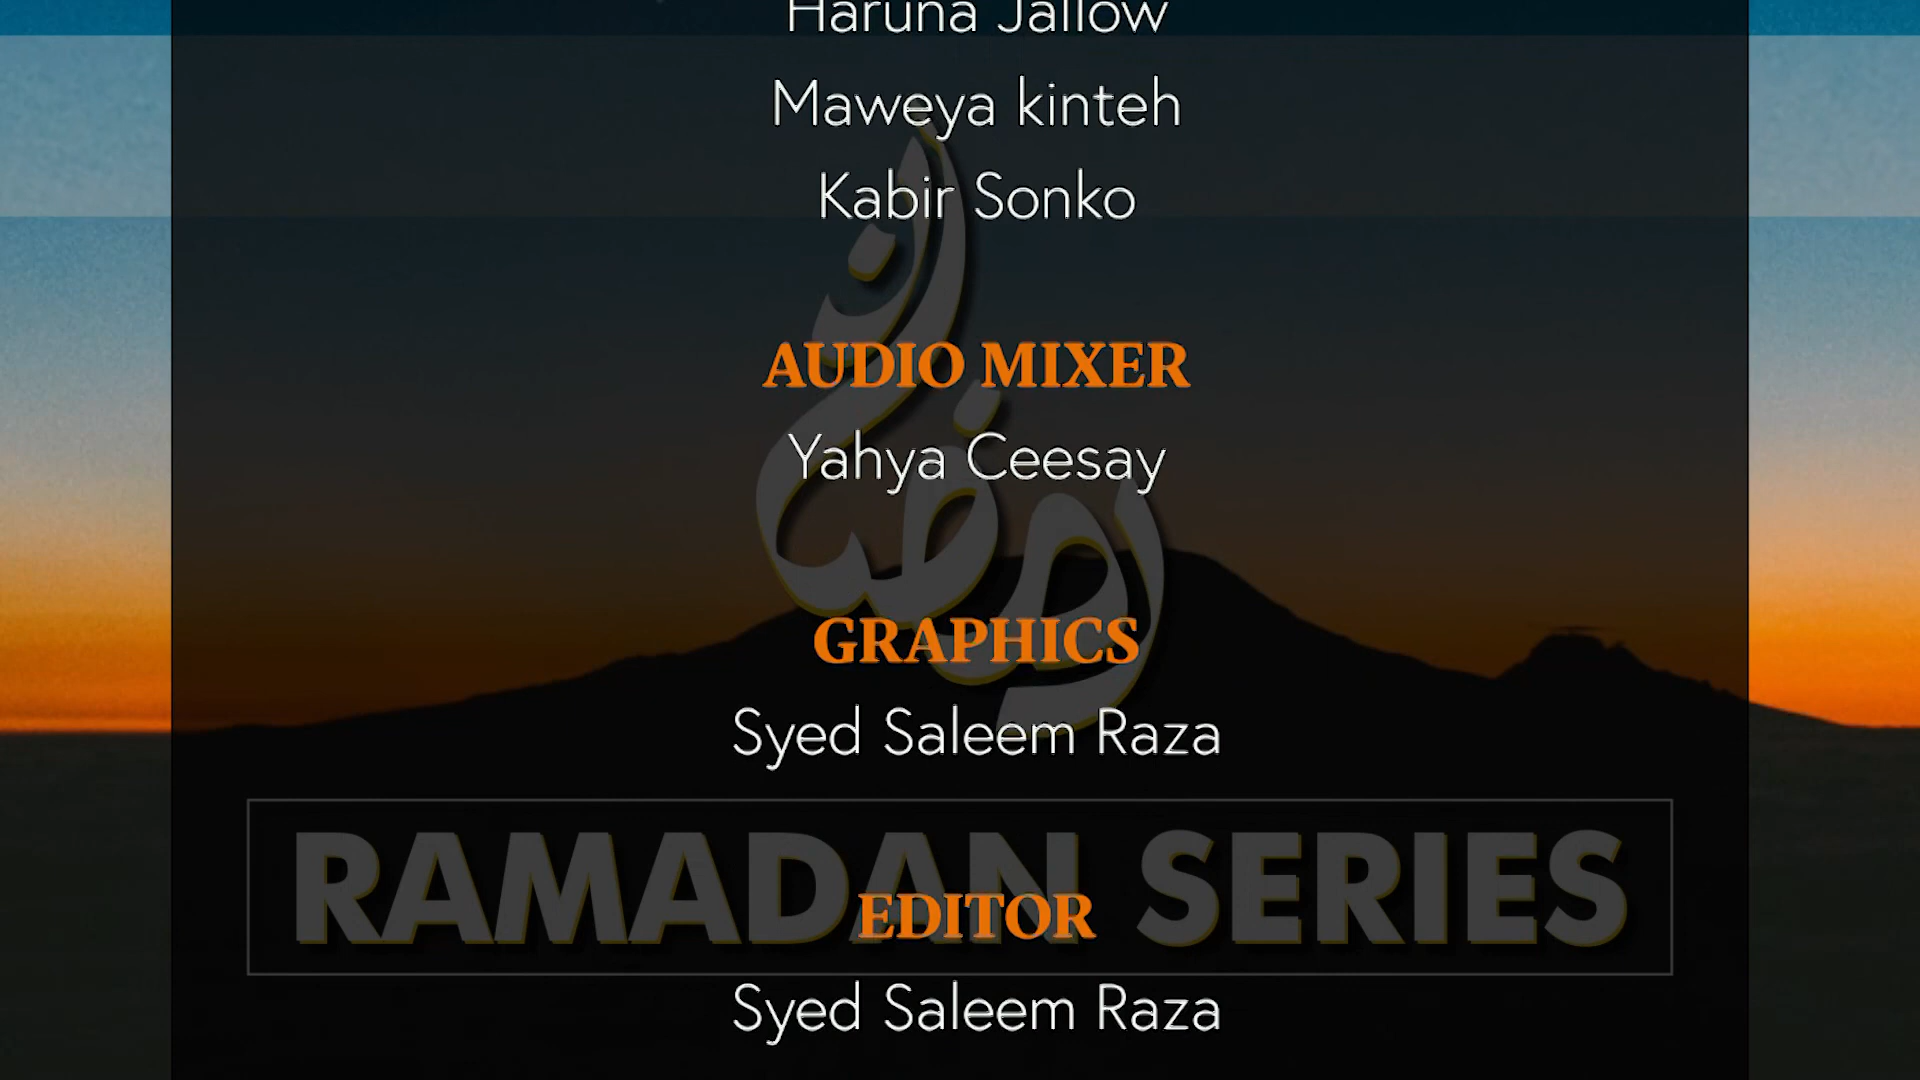 Haruna Jallow
Maweya kinteh
Kabir Sonko
رمضان
AUDIO MIXER
Yahya Ceesay
GRAPHICS
Syed Saleem Raza
RAMADAN SERIES
EDITOR
Syed Saleem Raza